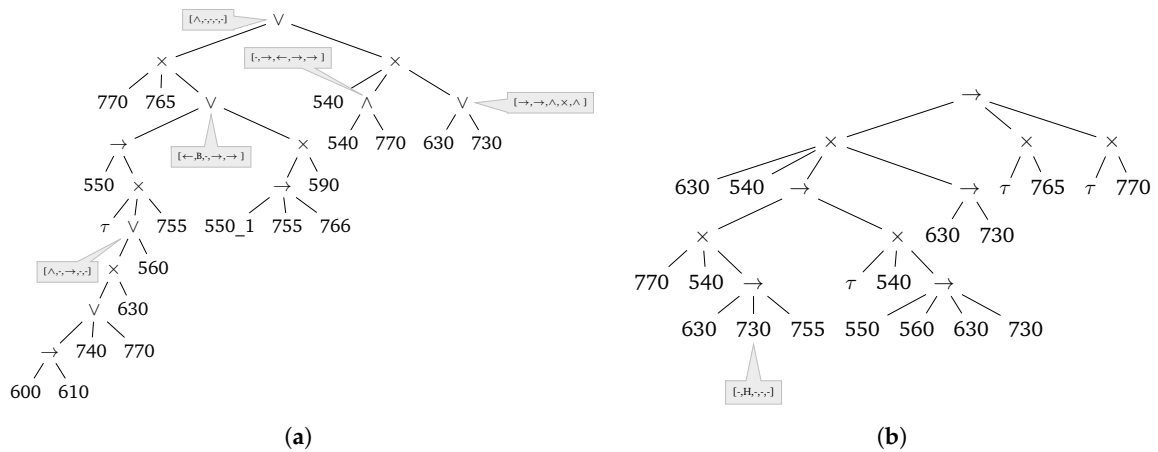 [∧,-,-,-,-] ∨
[-,→,←,→,→ ]
× ×
770 765 ∨ 540 ∧ ∨ [→,→,∧,×,∧ ]
→ [←,B,-,→,→ ] × 540 770 630 730
550 × → 590
τ ∨ 755 550_1 755 766
[∧,-,→,-,-] × 560
∨ 630
→ 740 770
600 610
(a)
→
× × ×
630 540 → → τ 765 τ 770
× × 630 730
770 540 → τ 540 →
630 730 755 550 560 630 730
[-,H,-,-,-]
(b)